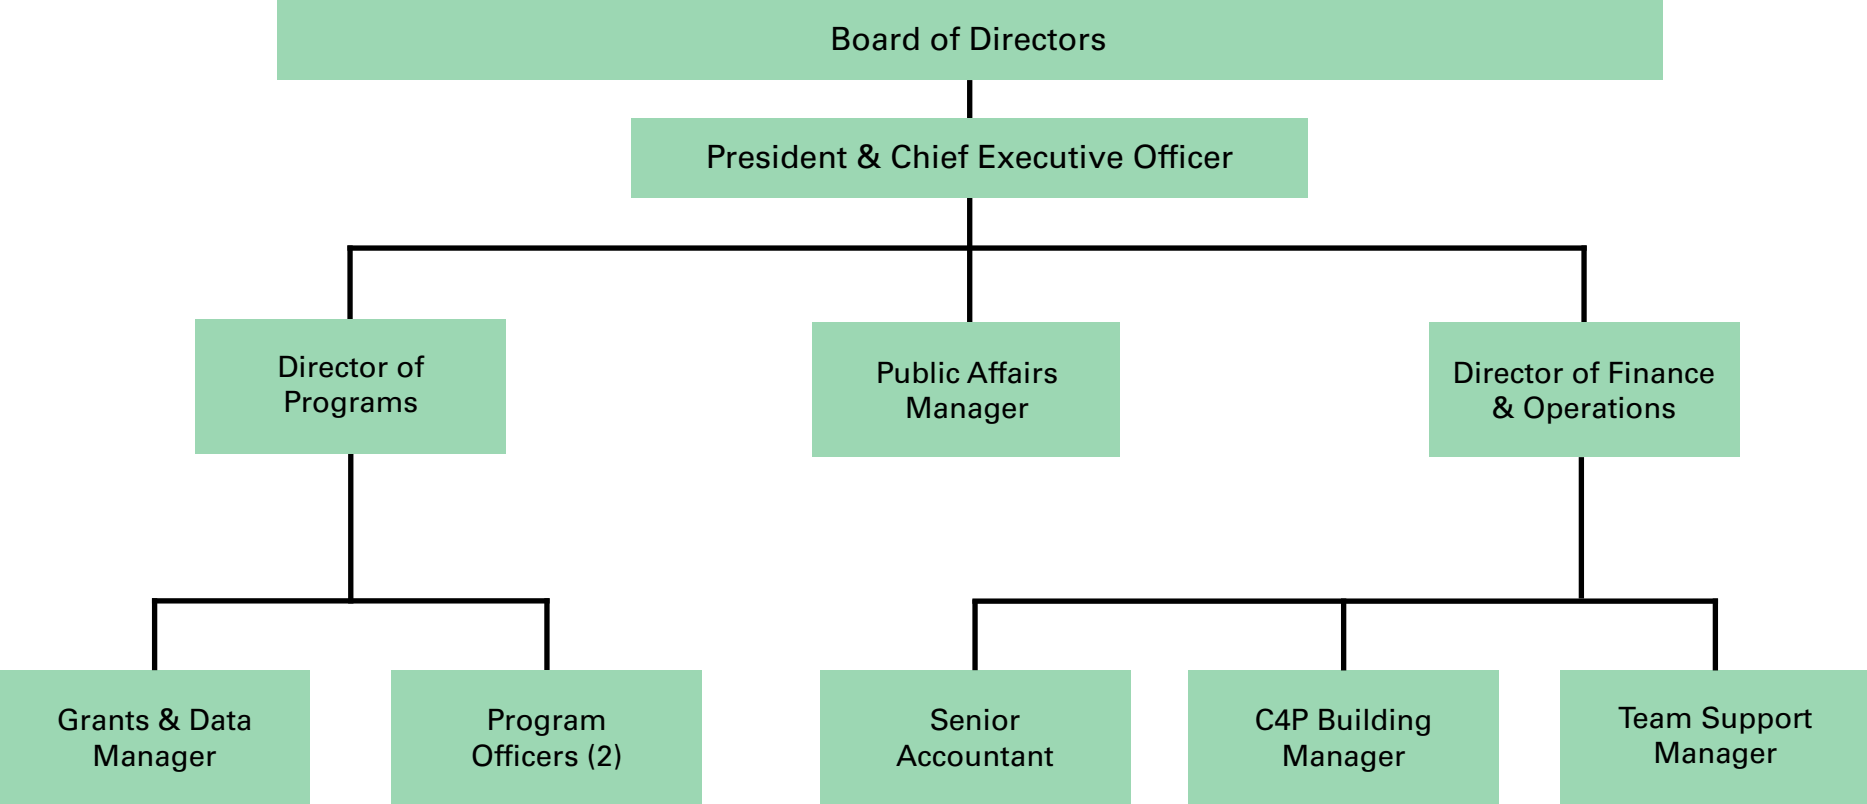 Board of Directors
President & Chief Executive Officer
Director of
Programs
Public Affairs
Manager
Director of Finance
& Operations
Grants & Data
Manager
Program
Officers (2)
Senior
Accountant
C4P Building
Manager
Team Support
Manager